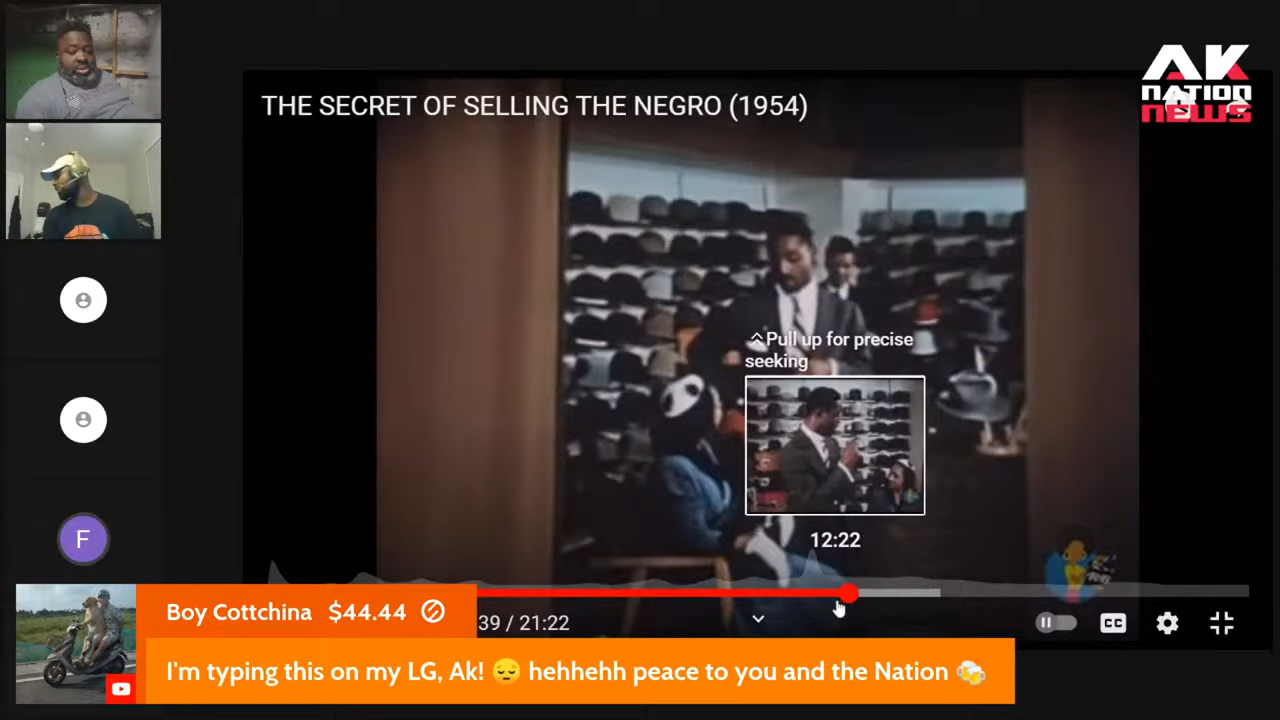 THE SECRET OF SELLING THE NEGRO (1954)
AK
NATION
NEWS
Pull up for precise
seeking
12:22
39 / 21:22
CC
F
Boy Cottchina $44.44
I'm typing this on my LG, Ak! 😔 hehhehh peace to you and the Nation 🍻